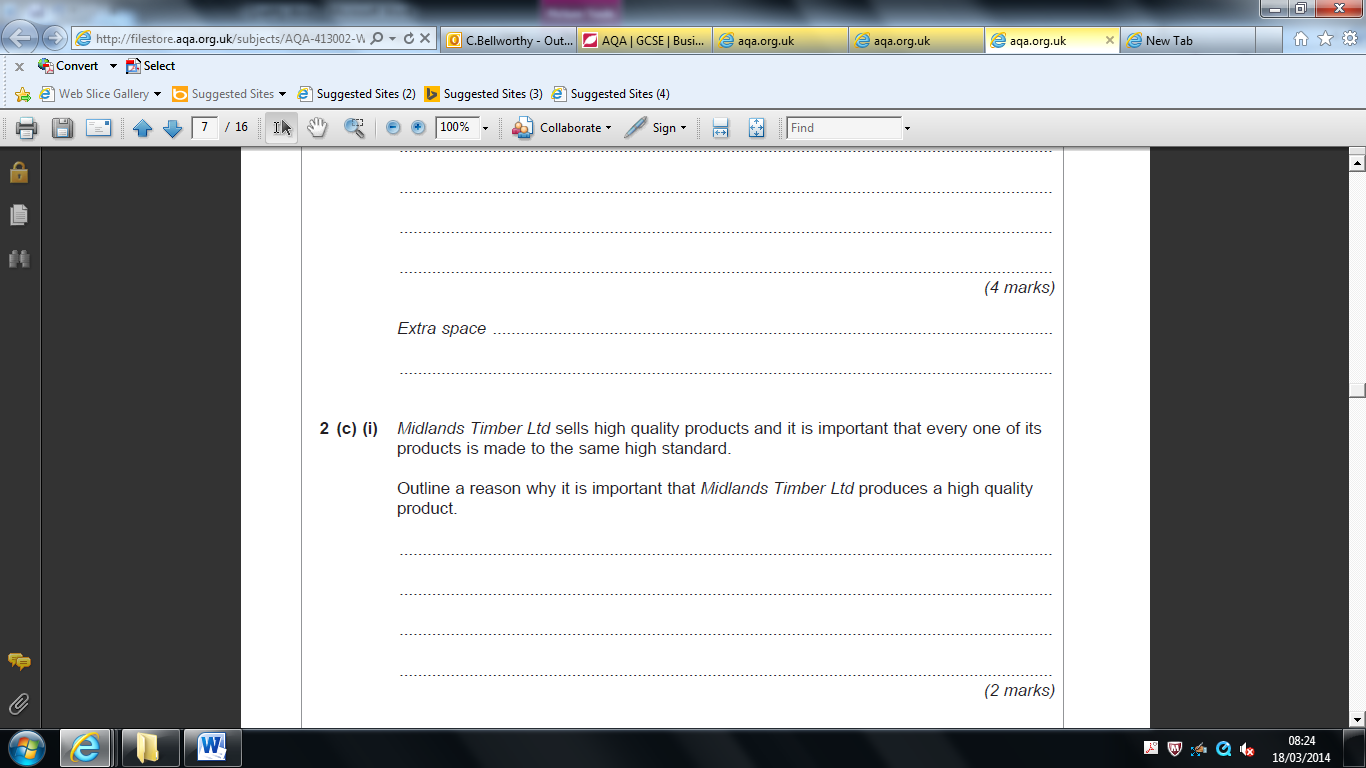 http://filestore.aqa.org.uk/subjects/AQA-413002-W
C.Bellworthy - Out...
AQA | GCSE | Busi...
aqa.org.uk
aqa.org.uk
aqa.org.uk
New Tab
x Convert Select
Web Slice Gallery
Suggested Sites
Suggested Sites (2)
Suggested Sites (3)
Suggested Sites (4)
7 / 16
100%
Collaborate
Sign
Find
(4 marks)
Extra space
2 (c) (i) Midlands Timber Ltd sells high quality products and it is important that every one of its
products is made to the same high standard.
Outline a reason why it is important that Midlands Timber Ltd produces a high quality
product.
(2 marks)
08:24
18/03/2014